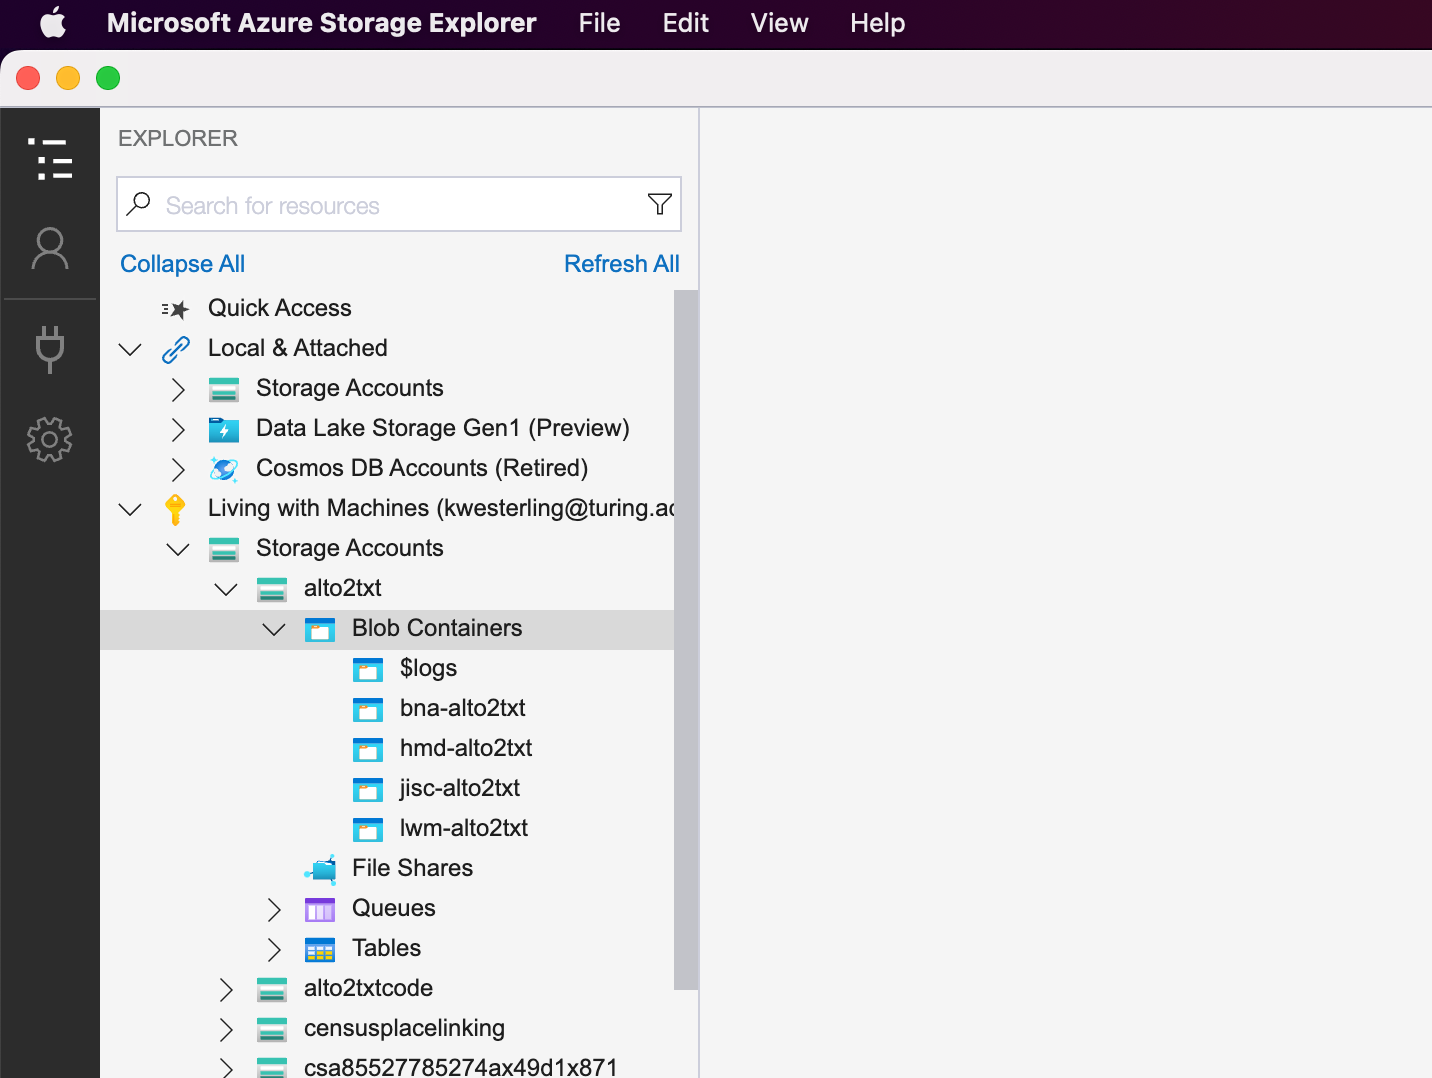 Microsoft Azure Storage Explorer File Edit View Help
EXPLORER
Search for resources
Collapse All Refresh All
Quick Access
Local & Attached
Storage Accounts
Data Lake Storage Gen1 (Preview)
Cosmos DB Accounts (Retired)
Living with Machines (kwesterling@turing.ac
Storage Accounts
alto2txt
Blob Containers
$logs
bna-alto2txt
hmd-alto2txt
jisc-alto2txt
lwm-alto2txt
File Shares
Queues
Tables
alto2txtcode
censusplacelinking
csa85527785274ax49d1x871